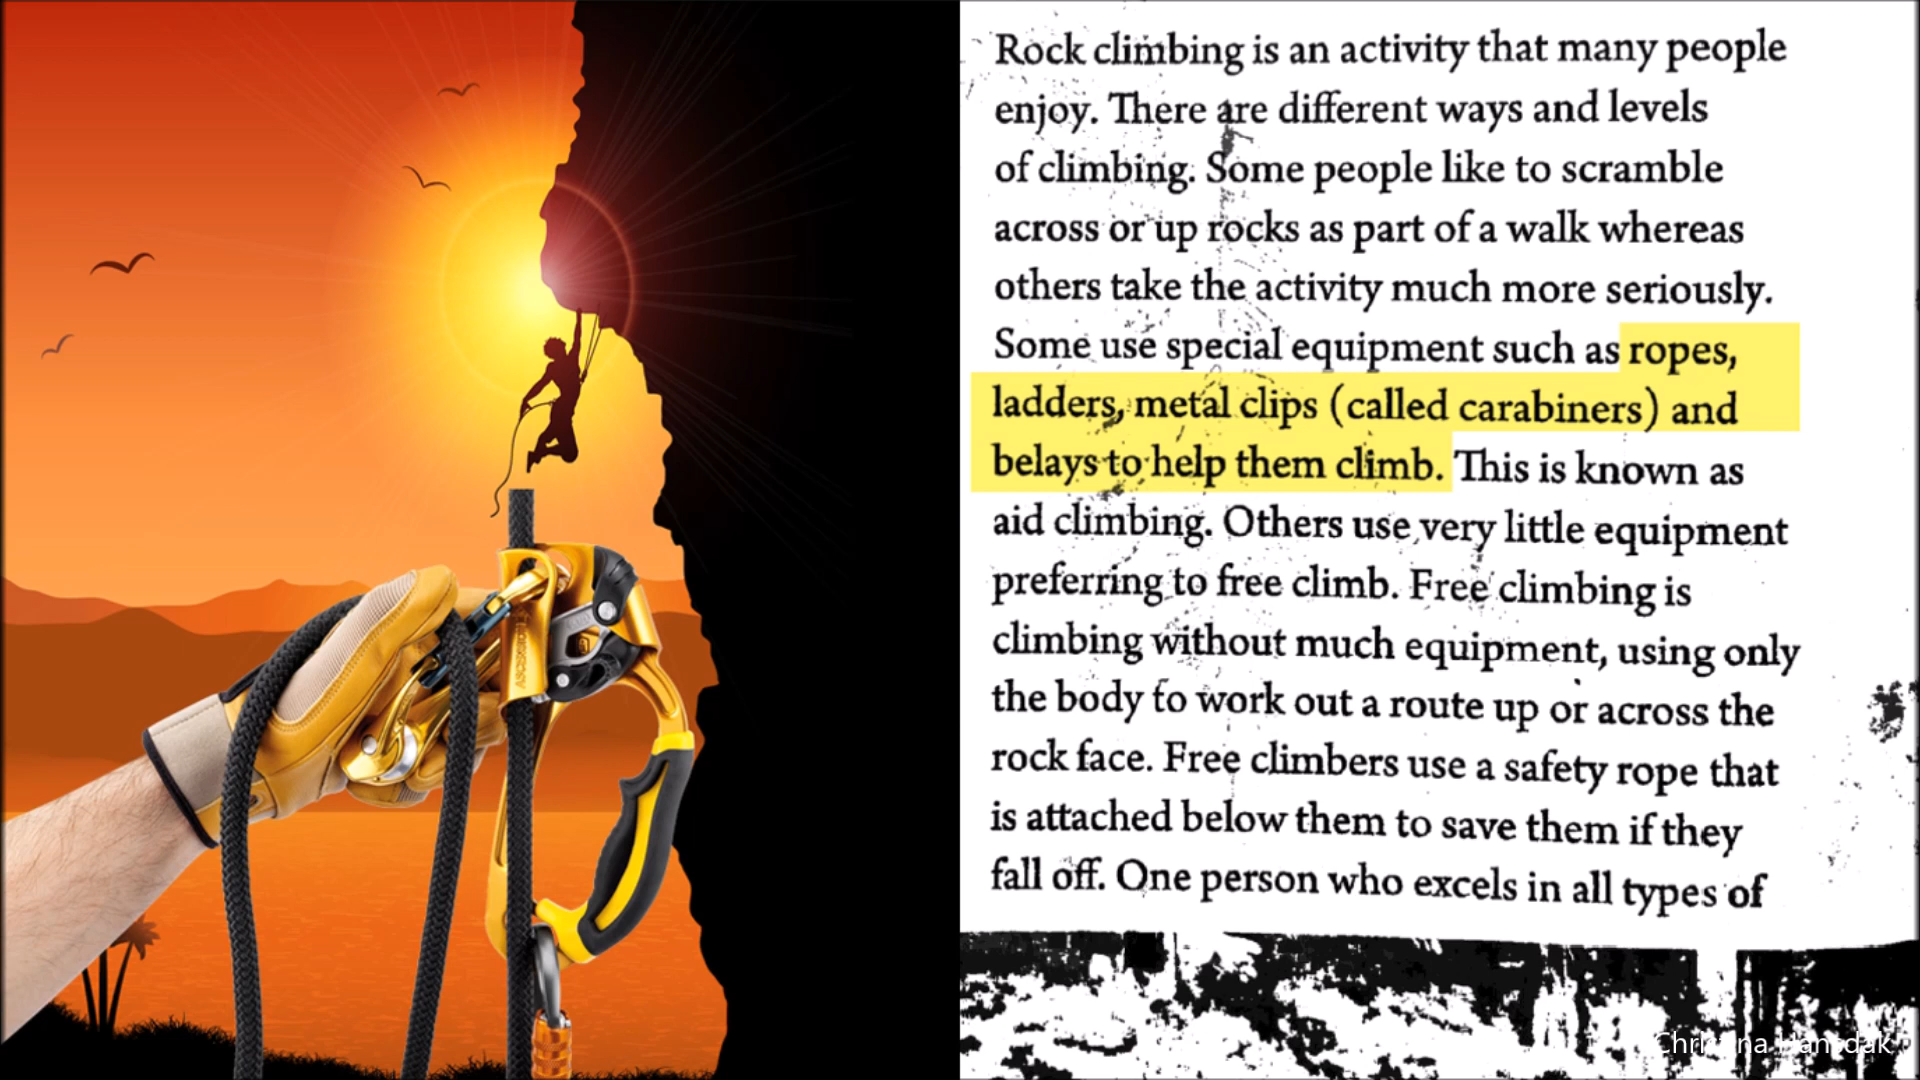 Rock climbing is an activity that many people
enjoy. There are different ways and levels
of climbing. Some people like to scramble
across or up rocks as part of a walk whereas
others take the activity much more seriously.
Some use special equipment such as ropes,
ladders, metal clips (called carabiners) and
belays to help them climb. This is known as
aid climbing. Others use very little equipment
preferring to free climb. Free climbing is
climbing without much equipment, using only
the body to work out a route up or across the
rock face. Free climbers use a safety rope that
is attached below them to save them if they
fall off. One person who excels in all types of